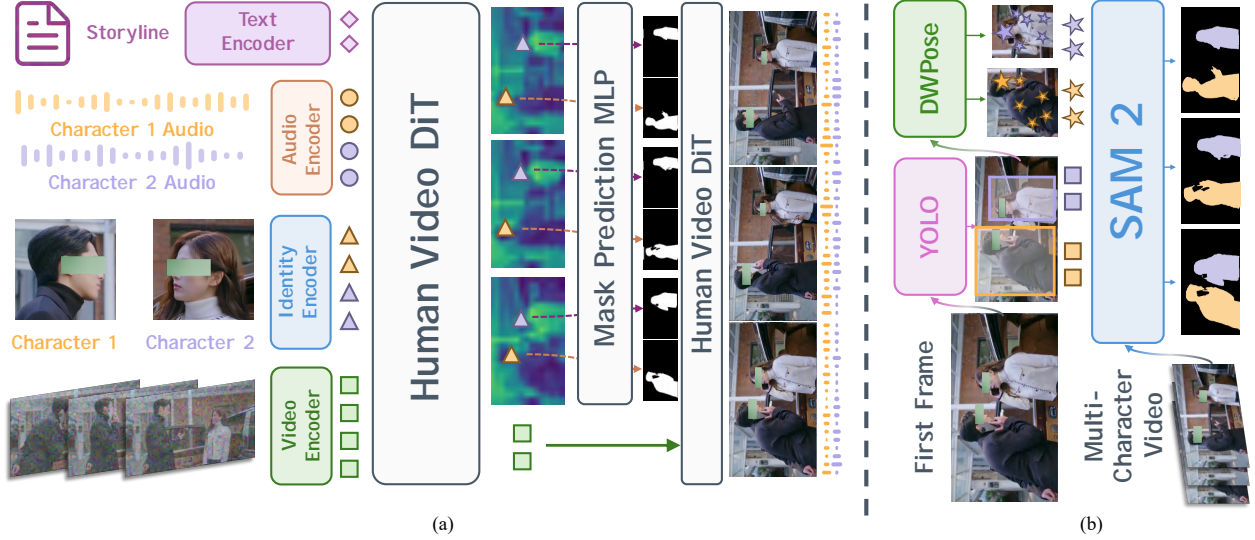 Storyline
Text
Encoder
Character 1 Audio
Character 2 Audio
Audio
Encoder
Character 1
Character 2
Identity
Encoder
Video
Encoder
Human Video DiT
Mask Prediction MLP
Human Video DiT
(a)
DWPose
YOLO
SAM 2
First Frame
Multi-
Character
Video
(b)